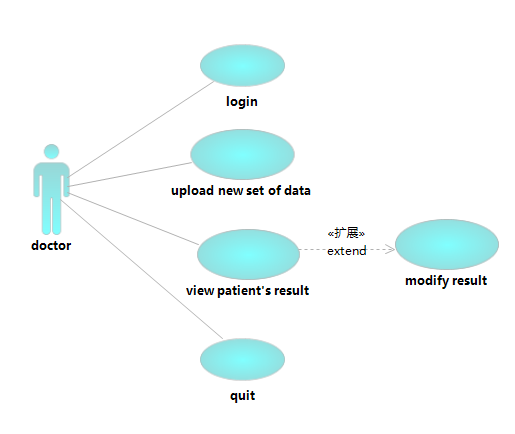 login
upload new set of data
doctor
«扩展»
extend
view patient's result
modify result
quit